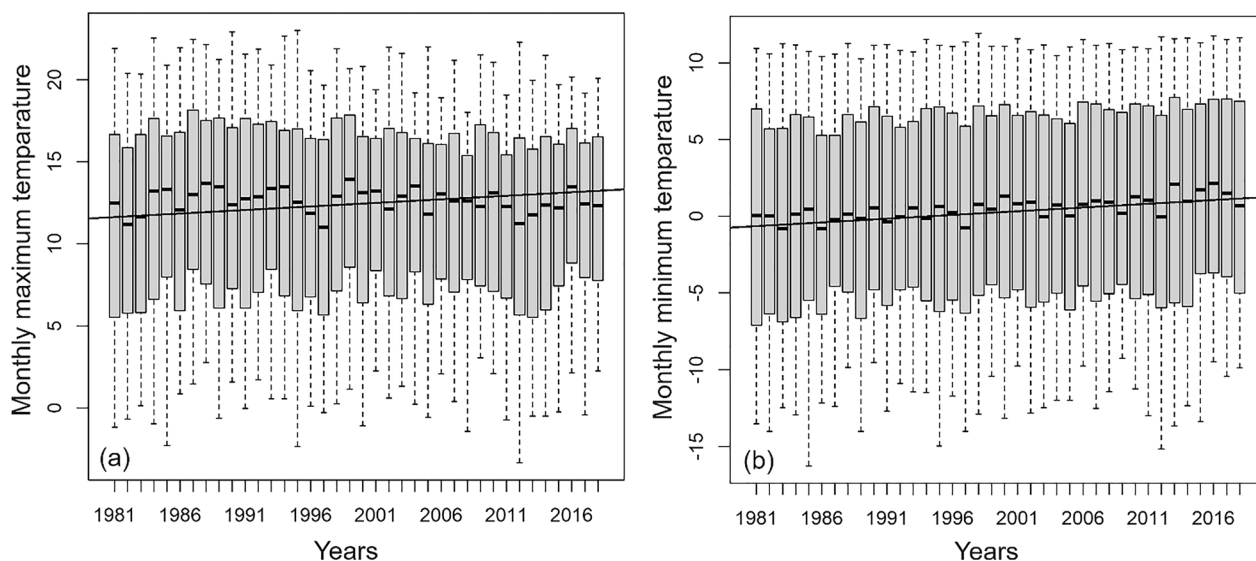 Monthly maximum temparature
20
15
10
5
0
(a)
1981 1986 1991 1996 2001 2006 2011 2016
Years
Monthly minimum temparature
10
5
0
-5
-10
-15
(b)
1981 1986 1991 1996 2001 2006 2011 2016
Years